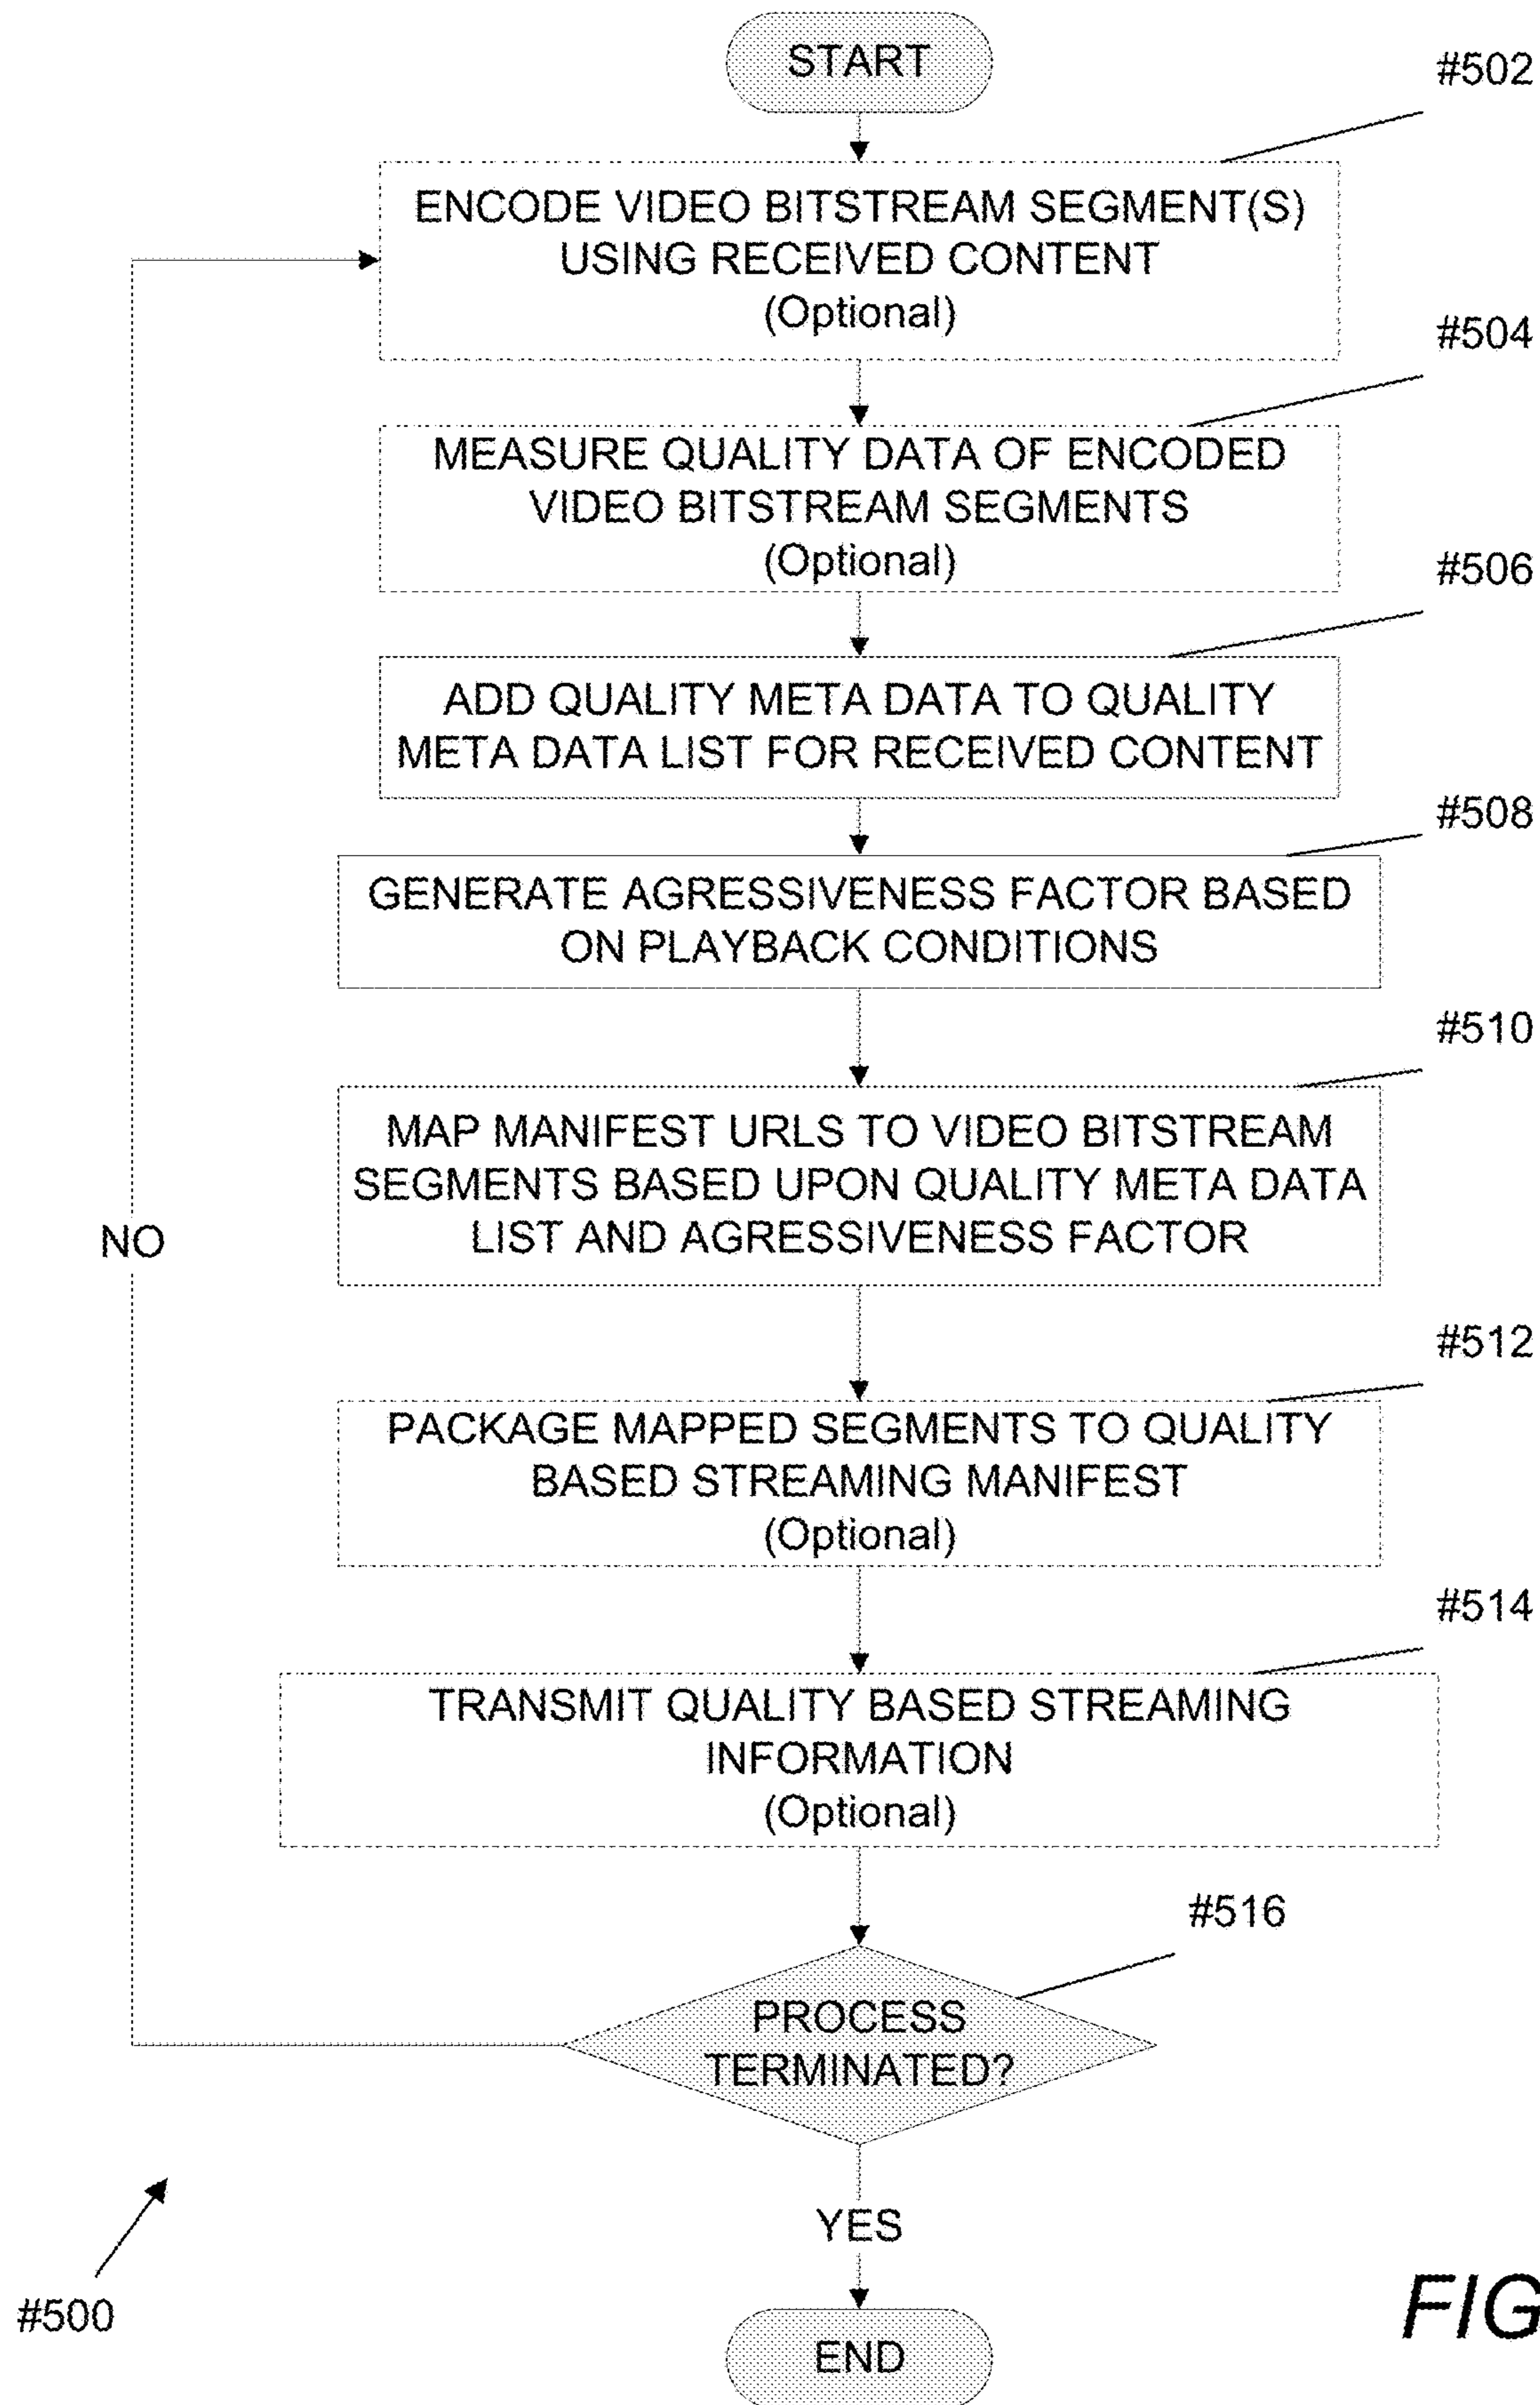 START
#502
ENCODE VIDEO BITSTREAM SEGMENT(S)
USING RECEIVED CONTENT
(Optional)
#504
MEASURE QUALITY DATA OF ENCODED
VIDEO BITSTREAM SEGMENTS
(Optional)
#506
ADD QUALITY META DATA TO QUALITY
META DATA LIST FOR RECEIVED CONTENT
#508
GENERATE AGRESSIVENESS FACTOR BASED
ON PLAYBACK CONDITIONS
#510
MAP MANIFEST URLS TO VIDEO BITSTREAM
SEGMENTS BASED UPON QUALITY META DATA
LIST AND AGRESSIVENESS FACTOR
NO
#512
PACKAGE MAPPED SEGMENTS TO QUALITY
BASED STREAMING MANIFEST
(Optional)
#514
TRANSMIT QUALITY BASED STREAMING
INFORMATION
(Optional)
#516
PROCESS
TERMINATED?
YES
#500
FIG
END